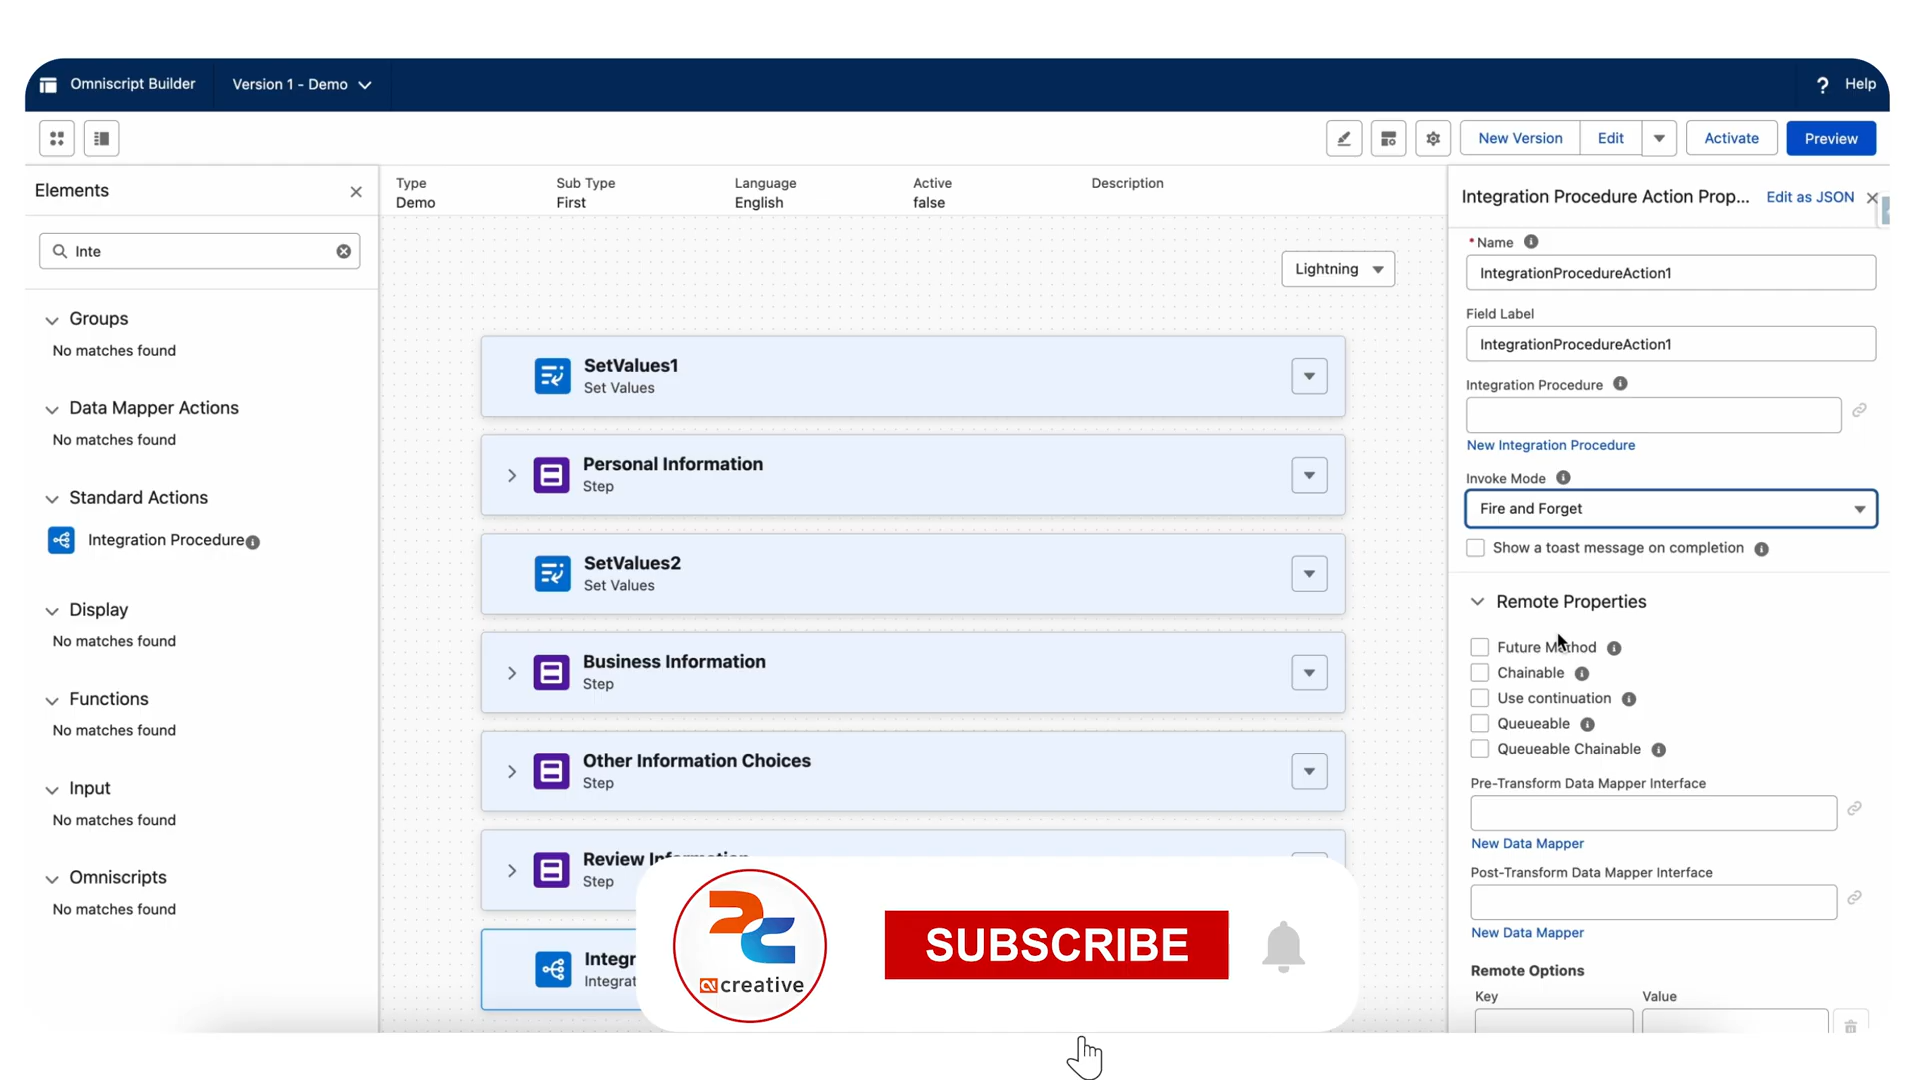 Omniscript Builder
Version 1 - Demo
? Help
New Version
Edit
Activate
Preview
Elements
Inte
Groups
No matches found
Data Mapper Actions
No matches found
Standard Actions
Integration Procedure
Display
No matches found
Functions
No matches found
Input
No matches found
Omniscripts
No matches found
Type
Demo
Sub Type
First
Language
English
Active
false
Description
Lightning
SetValues1
Set Values
Personal Information
Step
SetValues2
Set Values
Business Information
Step
Other Information Choices
Step
Review Information
Step
Integr
Integrat
creative
SUBSCRIBE
Integration Procedure Action Prop...
Edit as JSON
*Name
IntegrationProcedureAction1
Field Label
IntegrationProcedureAction1
Integration Procedure
New Integration Procedure
Invoke Mode
Fire and Forget
Show a toast message on completion
Remote Properties
Future Method
Chainable
Use continuation
Queueable
Queueable Chainable
Pre-Transform Data Mapper Interface
New Data Mapper
Post-Transform Data Mapper Interface
New Data Mapper
Remote Options
Key
Value